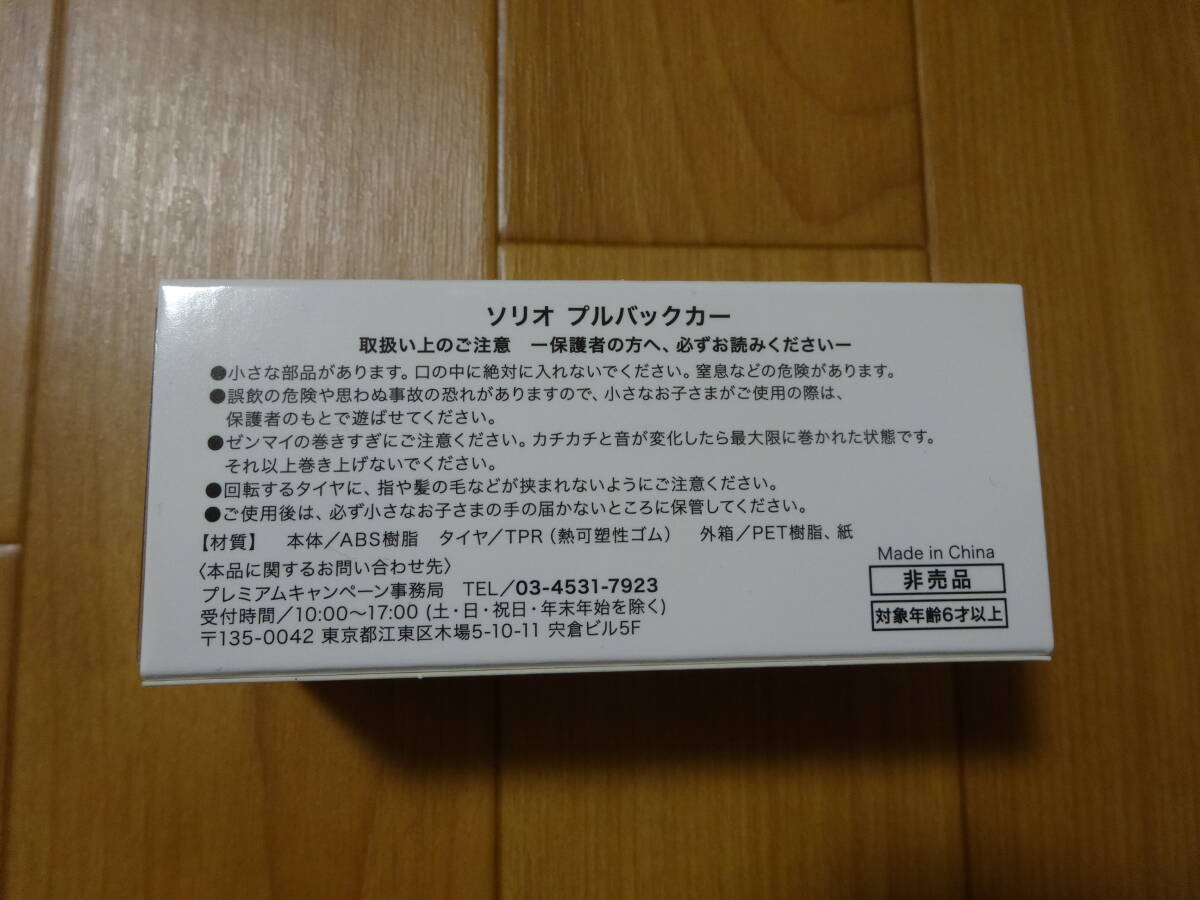 ソリオ プルバックカー
取扱い上のご注意　ー保護者の方へ、必ずお読みくださいー
●小さな部品があります。口の中に絶対に入れないでください。窒息などの危険があります。
●誤飲の危険や思わぬ事故の恐れがありますので、小さなお子さまがご使用の際は、
保護者のもとで遊ばせてください。
●ゼンマイの巻きすぎにご注意ください。カチカチと音が変化したら最大限に巻かれた状態です。
それ以上巻き上げないでください。
●回転するタイヤに、指や髪の毛などが挟まれないようにご注意ください。
●ご使用後は、必ず小さなお子さまの手の届かないところに保管してください。
【材質】　本体／ABS樹脂　タイヤ／TPR（熱可塑性ゴム）　外箱／PET樹脂、紙
〈本品に関するお問い合わせ先〉
プレミアムキャンペーン事務局　TEL／03-4531-7923
受付時間／10:00〜17:00 (土・日・祝日・年末年始を除く)
〒135-0042 東京都江東区木場5-10-11 宍倉ビル5F
Made in China
非売品
対象年齢6才以上